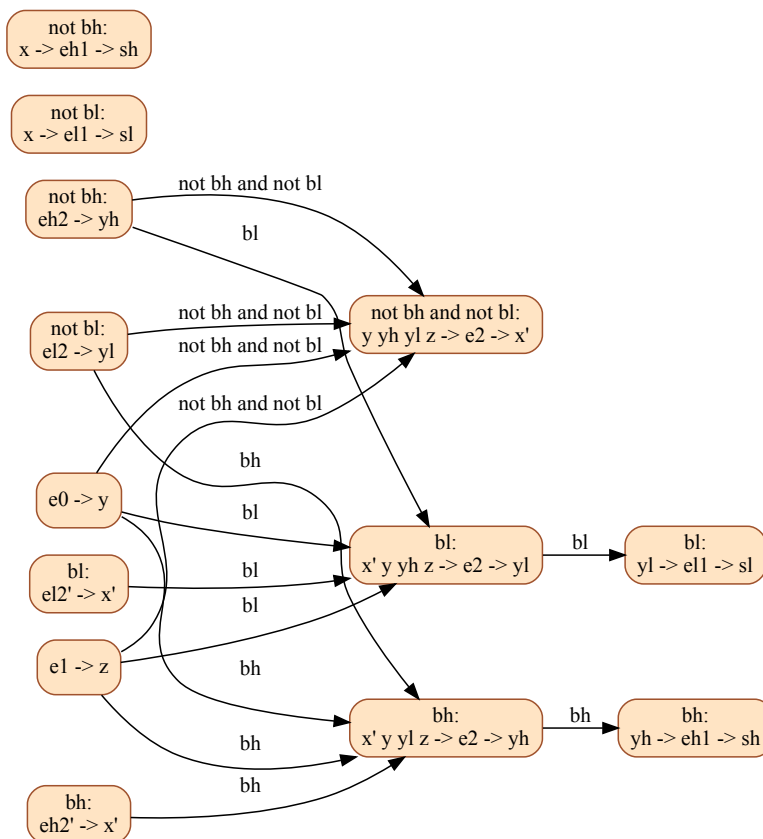 not bh:
x -> eh1 -> sh
not bl:
x -> el1 -> sl
not bh:
eh2 -> yh
not bh and not bl
bl
not bl:
el2 -> yl
not bh and not bl
not bh and not bl
not bh and not bl
not bh and not bl:
y yh yl z -> e2 -> x'
bh
e0 -> y
bl
bl:
x' y yh z -> e2 -> yl
bl
bl:
yl -> el1 -> sl
bl:
el2' -> x'
bl
bl
e1 -> z
bh
bh:
x' y yl z -> e2 -> yh
bh
bh:
yh -> eh1 -> sh
bh
bh
bh:
eh2' -> x'